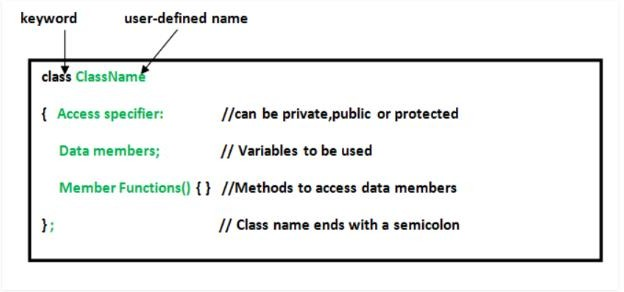 keyword user-defined name
class ClassName
{ Access specifier: //can be private,public or protected
Data members; // Variables to be used
Member Functions() { } //Methods to access data members
} ; // Class name ends with a semicolon